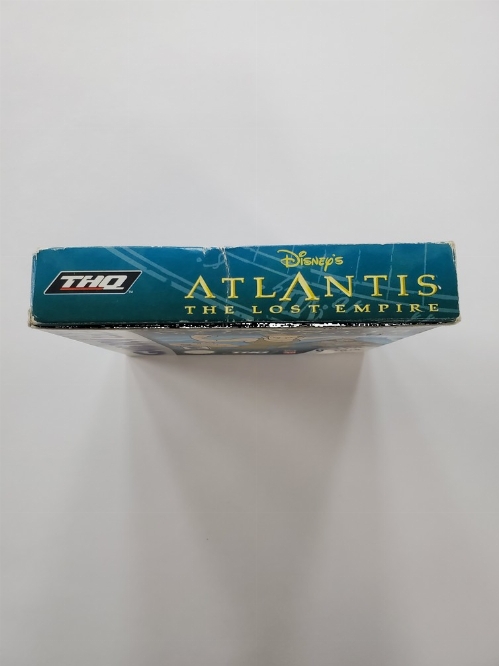 THQ
Disney's
ATLANTIS
THE LOST EMPIRE